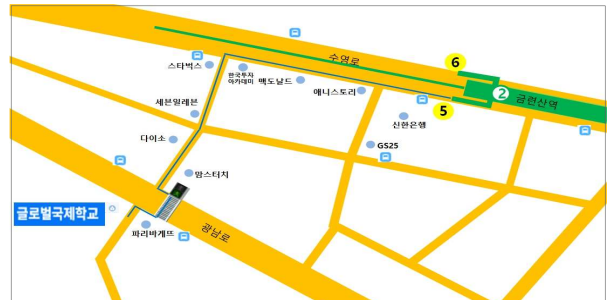 수영로
6
스타벅스
한국투자
아카데미
맥도날드
애니스토리
2
금련산역
5
세븐일레븐
신한은행
다이소
GS25
맘스터치
글로벌국제학교
파리바게뜨
광남로